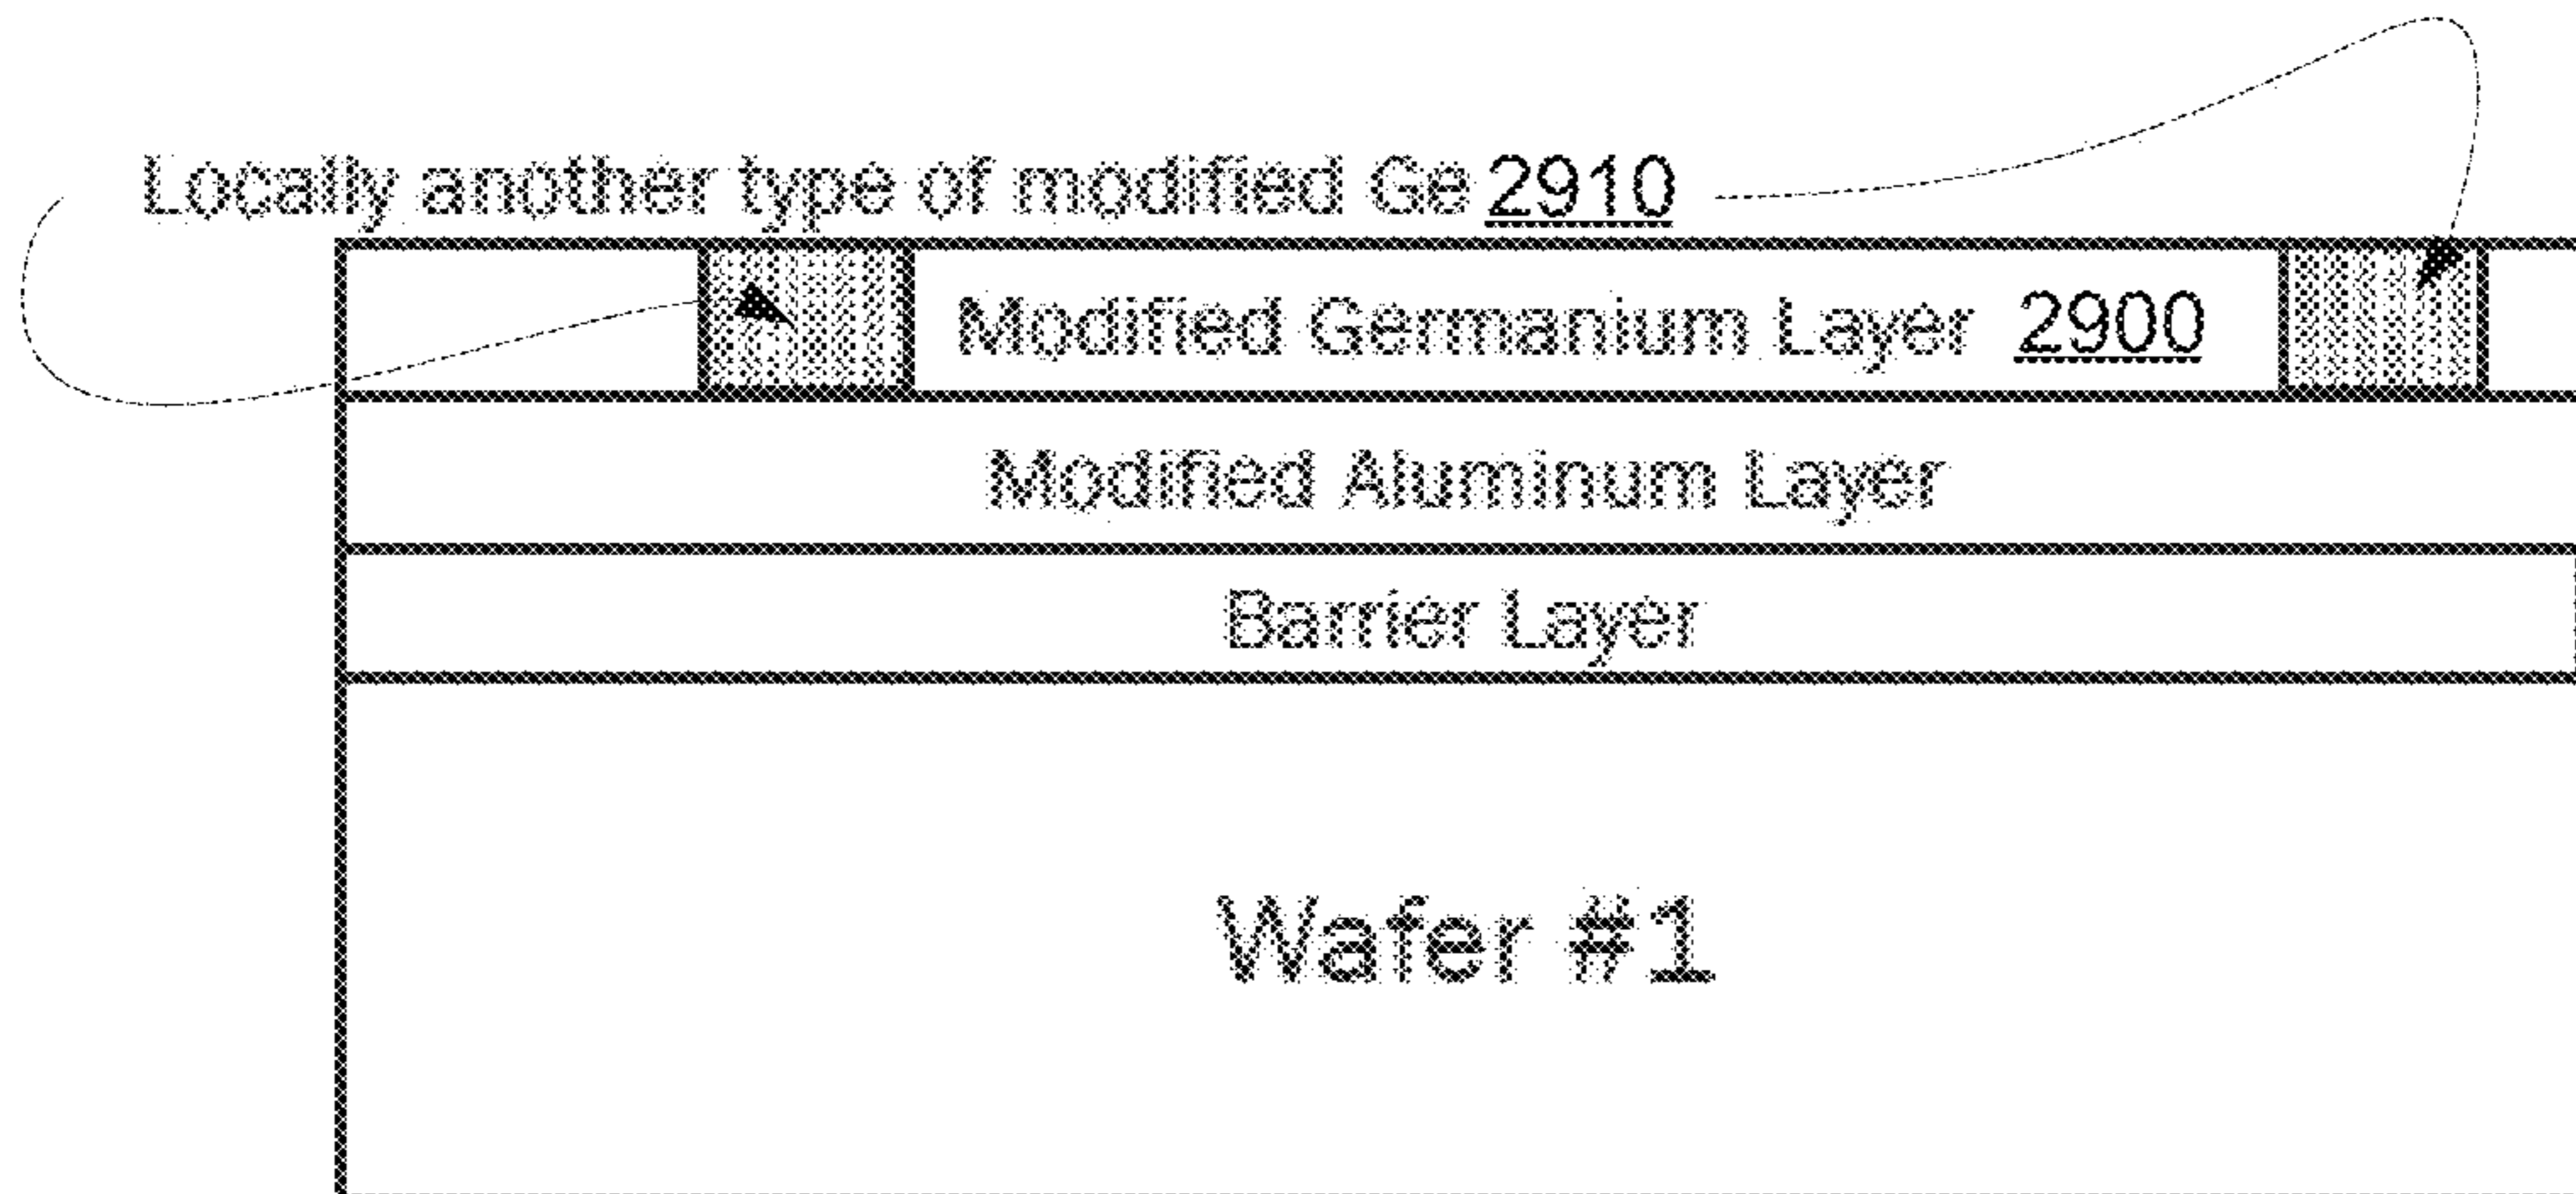 Locally another type of modified Ge 2910
Modified Germanium Layer 2900
Modified Aluminum Layer
Barrier Layer
Wafer #1